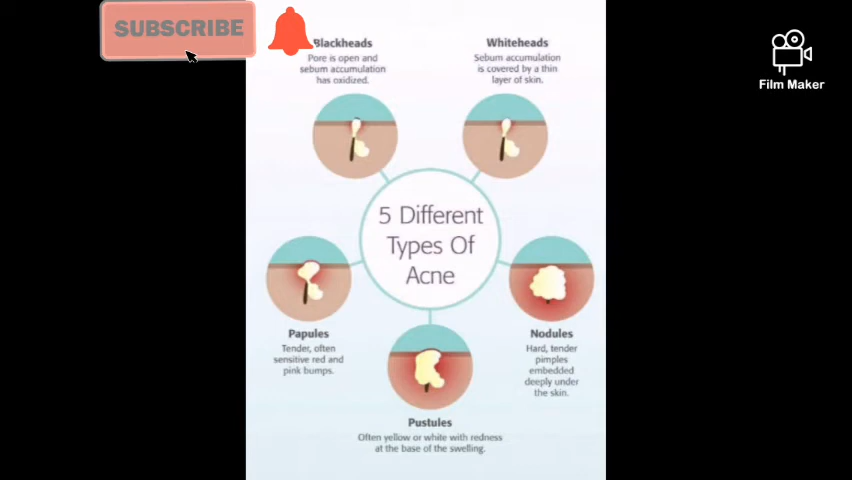 SUBSCRIBE
Blackheads
Pore is open and
sebum accumulation
has oxidized.
Whiteheads
Sebum accumulation
is covered by a thin
layer of skin.
Film Maker
5 Different
Types Of
Acne
Papules
Tender, often
sensitive red and
pink bumps.
Nodules
Hard, tender
pimples
embedded
deeply under
the skin.
Pustules
Often yellow or white with redness
at the base of the swelling.